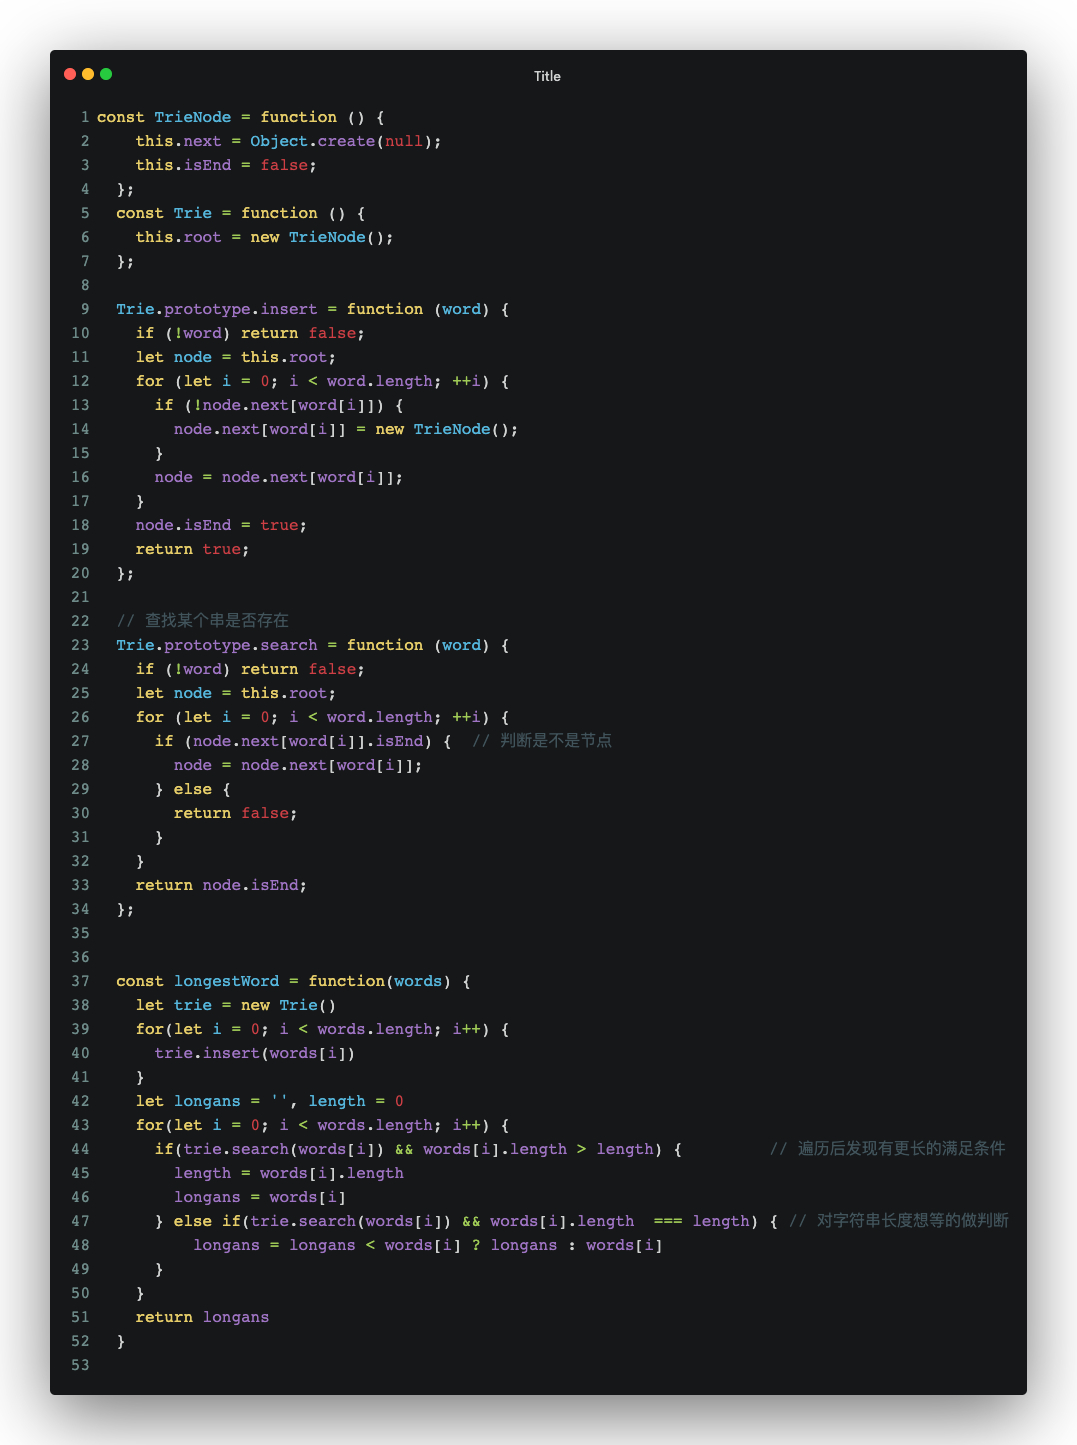 Title
1 const TrieNode = function () {
2     this.next = Object.create(null);
3     this.isEnd = false;
4   };
5   const Trie = function () {
6     this.root = new TrieNode();
7   };
8
9   Trie.prototype.insert = function (word) {
10     if (!word) return false;
11     let node = this.root;
12     for (let i = 0; i < word.length; ++i) {
13       if (!node.next[word[i]]) {
14         node.next[word[i]] = new TrieNode();
15       }
16       node = node.next[word[i]];
17     }
18     node.isEnd = true;
19     return true;
20   };
21
22   // 查找某个串是否存在
23   Trie.prototype.search = function (word) {
24     if (!word) return false;
25     let node = this.root;
26     for (let i = 0; i < word.length; ++i) {
27       if (node.next[word[i]].isEnd) {  // 判断是不是节点
28         node = node.next[word[i]];
29       } else {
30         return false;
31       }
32     }
33     return node.isEnd;
34   };
35
36
37   const longestWord = function(words) {
38     let trie = new Trie()
39     for(let i = 0; i < words.length; i++) {
40       trie.insert(words[i])
41     }
42     let longans = '', length = 0
43     for(let i = 0; i < words.length; i++) {
44       if(trie.search(words[i]) && words[i].length > length) {         // 遍历后发现有更长的满足条件
45         length = words[i].length
46         longans = words[i]
47       } else if(trie.search(words[i]) && words[i].length  === length) { // 对字符串长度想等的做判断
48           longans = longans < words[i] ? longans : words[i]
49       }
50     }
51     return longans
52   }
53